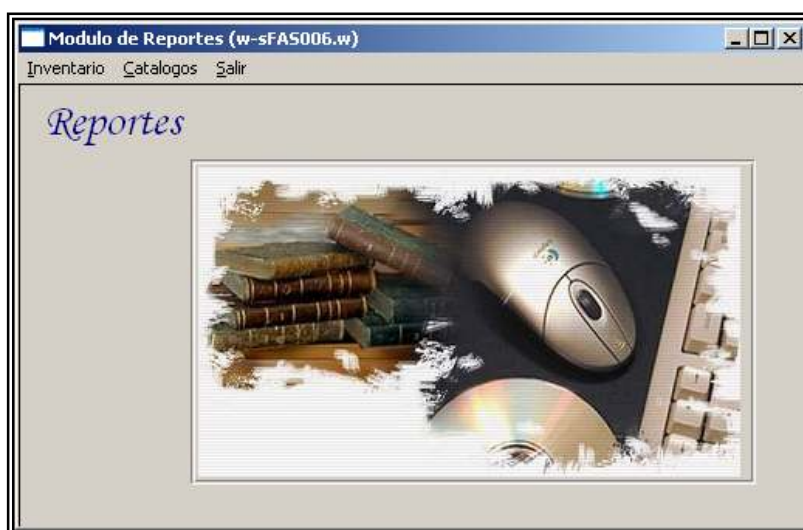 Modulo de Reportes (w-sFAS006.w)
Inventario Catalogos Salir
Reportes